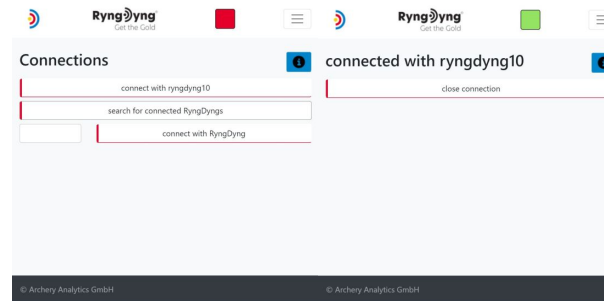 RyngDyng
Get the Gold
Connections
connect with ryngdyng10
search for connected RyngDyngs
connect with RyngDyng
© Archery Analytics GmbH
RyngDyng
Get the Gold
connected with ryngdyng10
close connection
© Archery Analytics GmbH